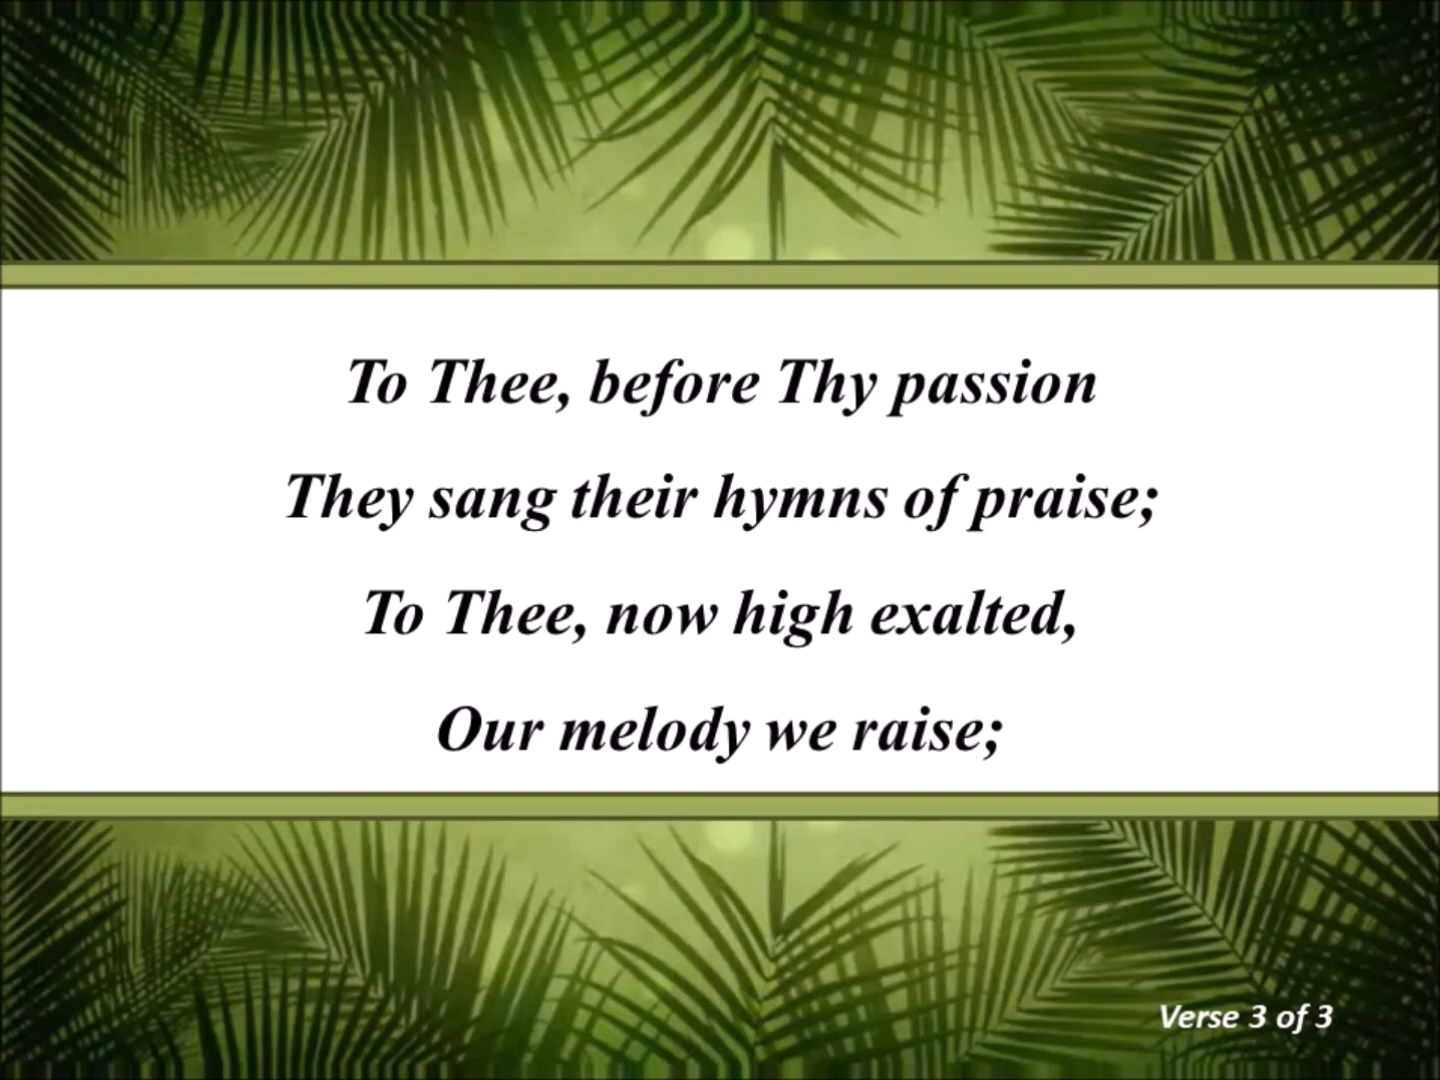 To Thee, before Thy passion
They sang their hymns of praise;
To Thee, now high exalted,
Our melody we raise;
Verse 3 of 3